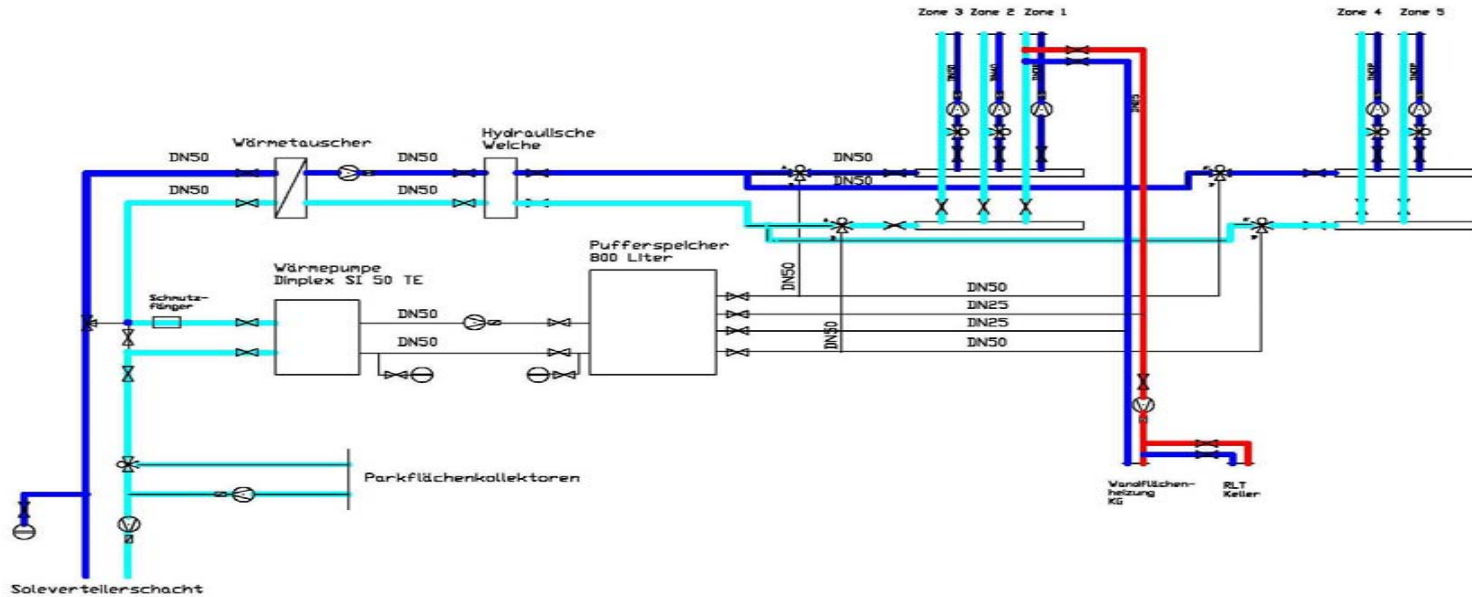 Zone 3 Zone 2 Zone 1
Zone 4 Zone 5
DN25
Wärmetauscher
Hydraulische
Weiche
DN50
DN50
DN50
DN50
DN50
DN50
Wärmepumpe
Dimplex SI 50 TE
Pufferspeicher
800 Liter
Schmutz-
fänger
DN50
DN50
DN50
DN50
DN50
DN25
DN25
DN50
Parkflächenkollektoren
Wandflächen-
heizung
KG
RLT
Keller
Soleverteilerschacht